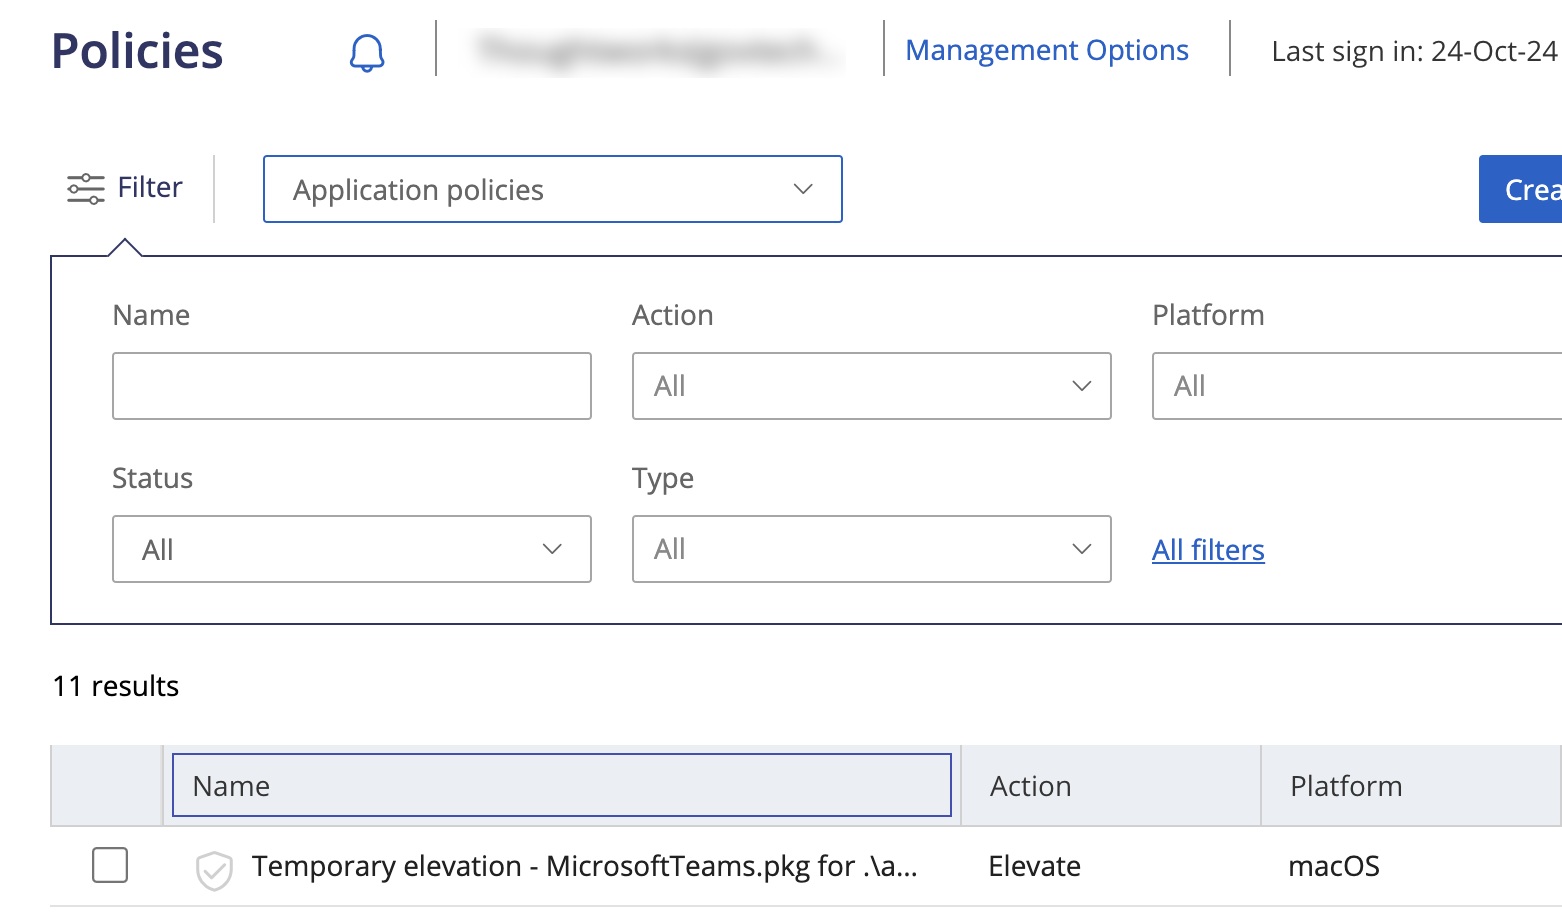 Policies
Management Options
Last sign in: 24-Oct-24
Filter
Application policies
Crea
Name
Action
Platform
All
All
Status
Type
All
All
All filters
11 results
Name
Action
Platform
Temporary elevation - MicrosoftTeams.pkg for .\a...
Elevate
macOS